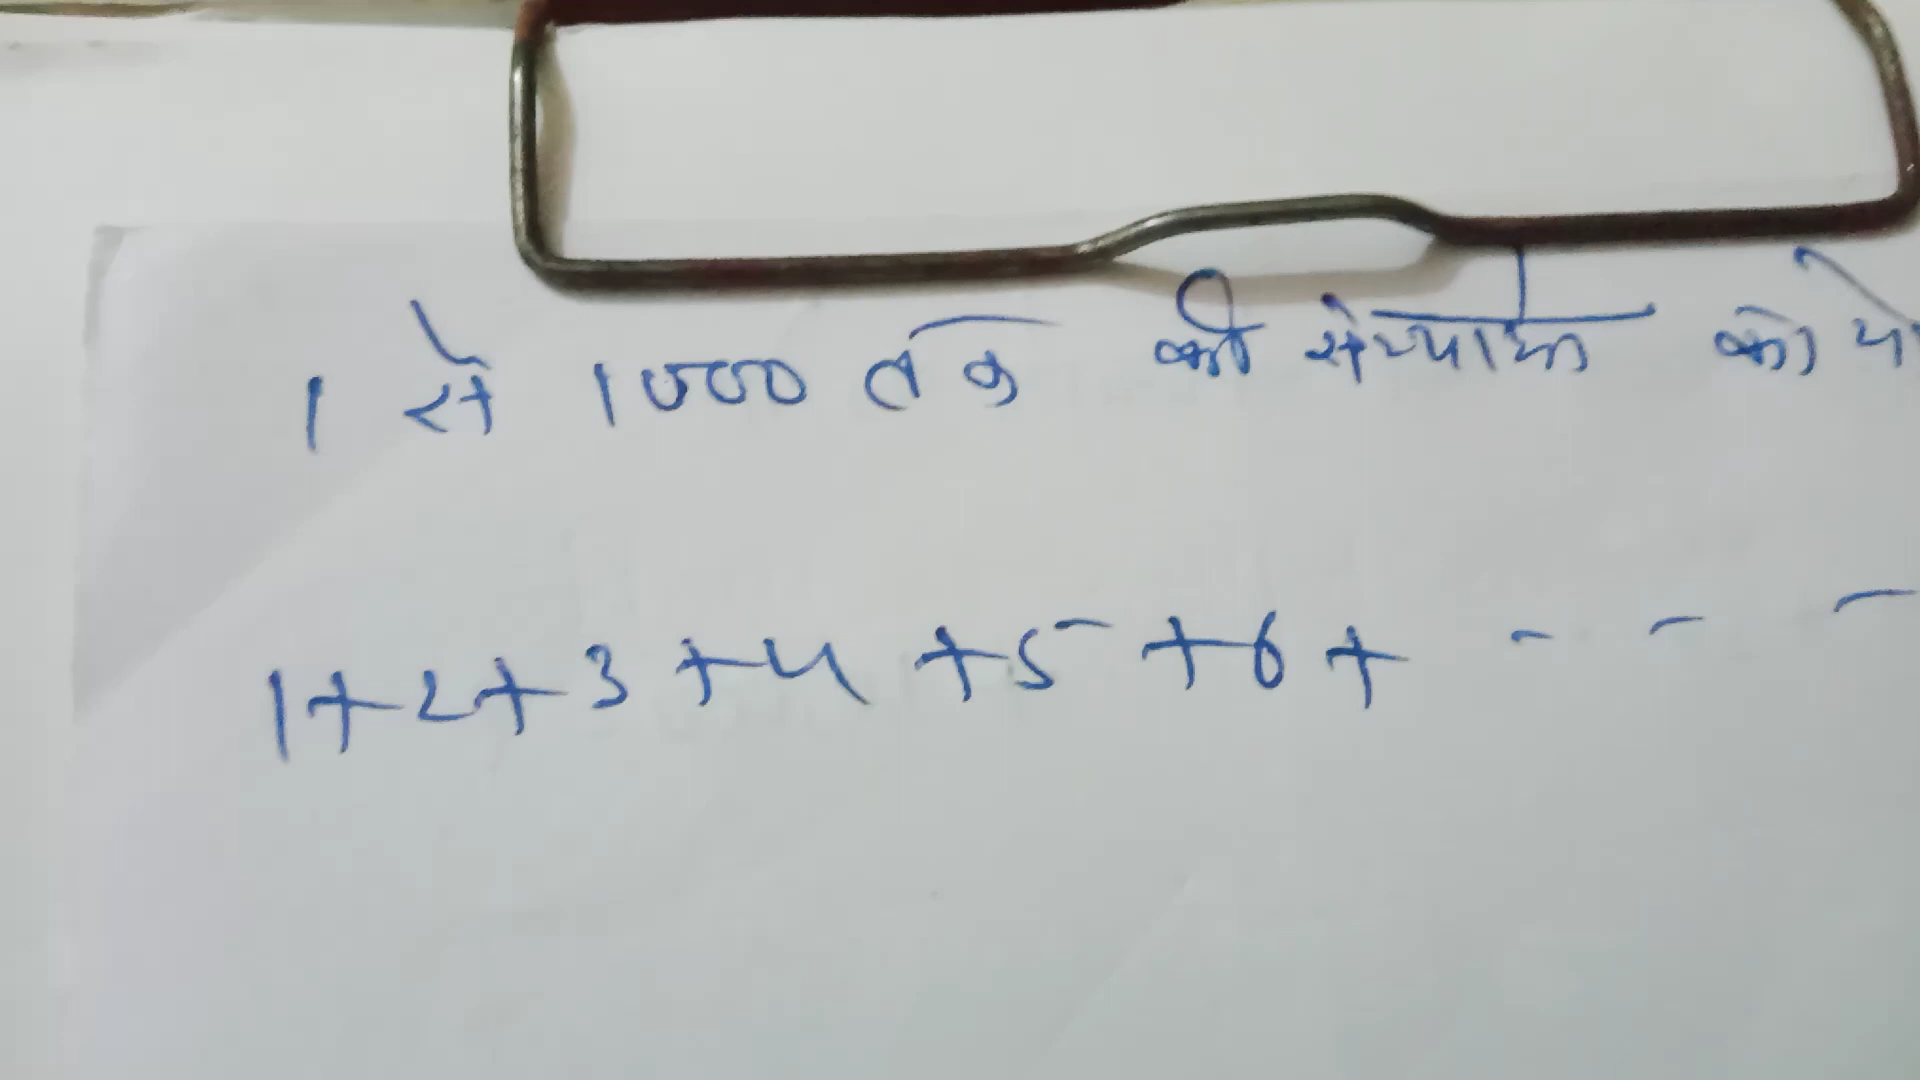 1 से 1000 तक की संख्याओं का
1+2+3+4+5+6+ - - -